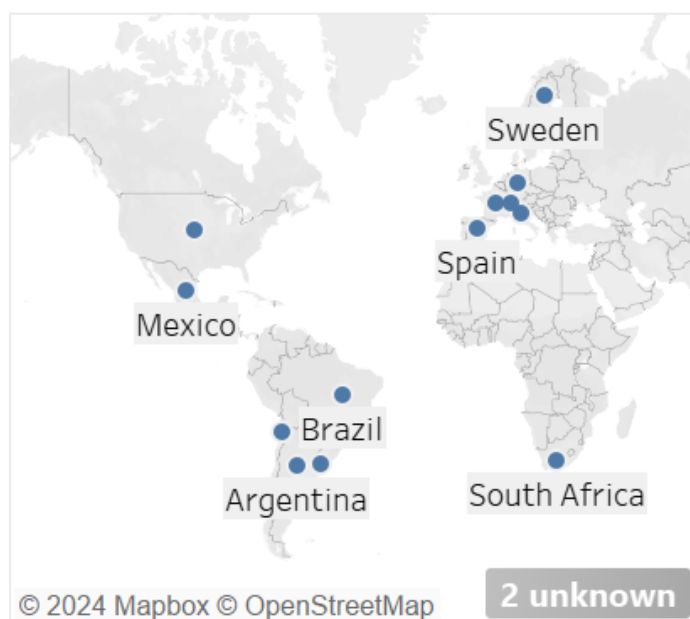 Sweden
Spain
Mexico
Brazil
Argentina
South Africa
2 unknown
© 2024 Mapbox © OpenStreetMap